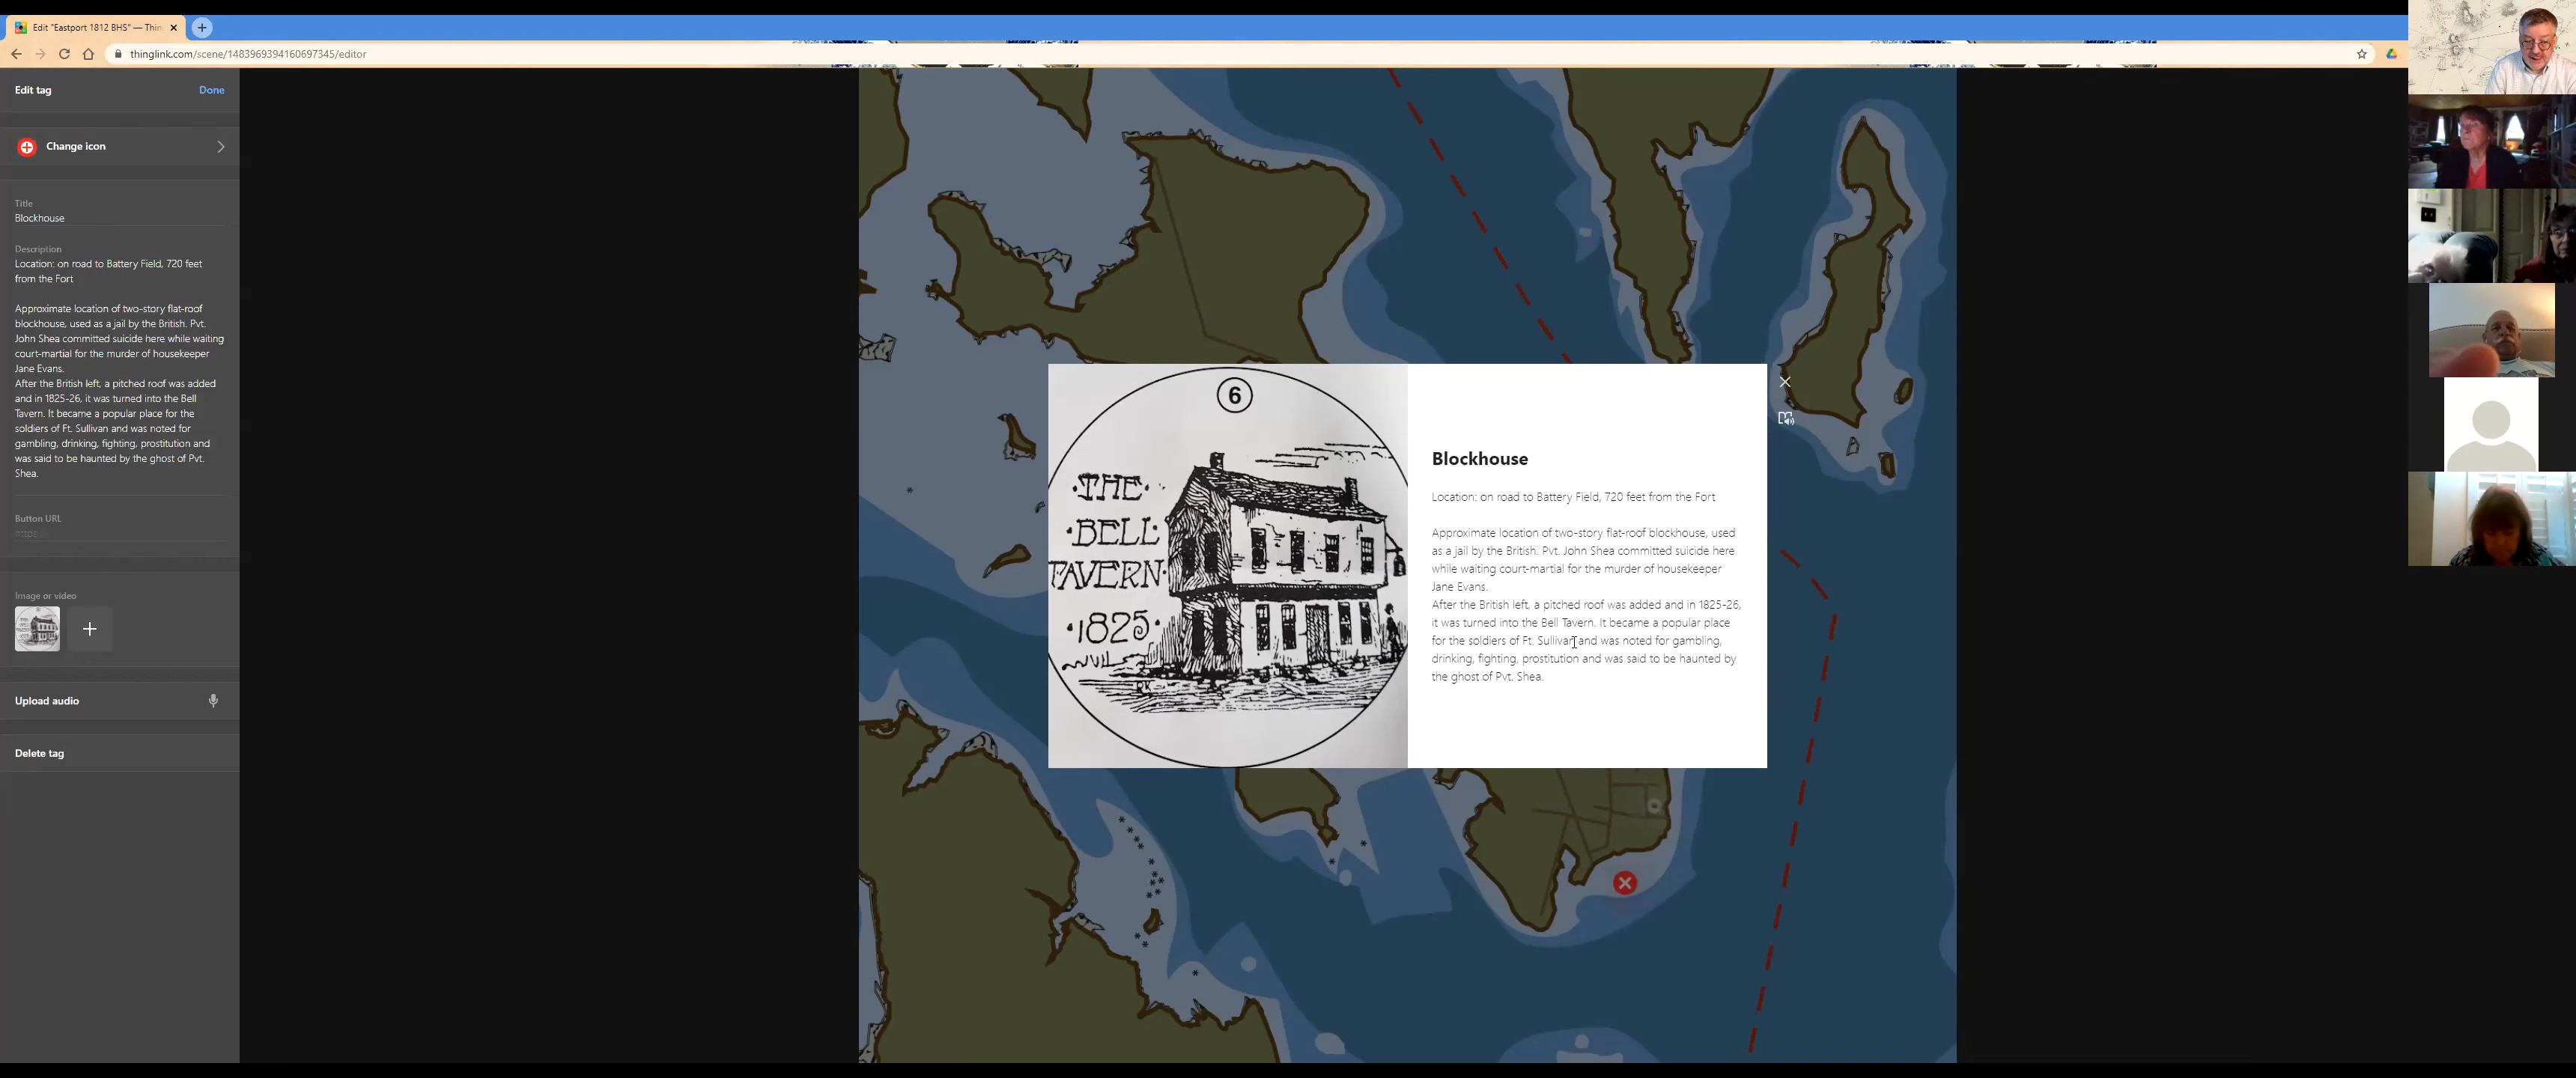 Edit "Eastport 1812 BHS" — Thin
thinglink.com/scene/1483969394160697345/editor
Edit tag
Done
Change icon
Title
Blockhouse
Description
Location: on road to Battery Field, 720 feet
from the Fort
Approximate location of two-story flat-roof
blockhouse, used as a jail by the British. Pvt.
John Shea committed suicide here while waiting
court-martial for the murder of housekeeper
Jane Evans.
After the British left, a pitched roof was added
and in 1825-26, it was turned into the Bell
Tavern. It became a popular place for the
soldiers of Ft. Sullivan and was noted for
gambling, drinking, fighting, prostitution and
was said to be haunted by the ghost of Pvt.
Shea.
Button URL
Image or video
Upload audio
Delete tag
6
·THE·
·BELL·
TAVERN·
·1825·
Blockhouse
Location: on road to Battery Field, 720 feet from the Fort
Approximate location of two-story flat-roof blockhouse, used
as a jail by the British. Pvt. John Shea committed suicide here
while waiting court-martial for the murder of housekeeper
Jane Evans.
After the British left, a pitched roof was added and in 1825-26,
it was turned into the Bell Tavern. It became a popular place
for the soldiers of Ft. Sullivan and was noted for gambling,
drinking, fighting, prostitution and was said to be haunted by
the ghost of Pvt. Shea.